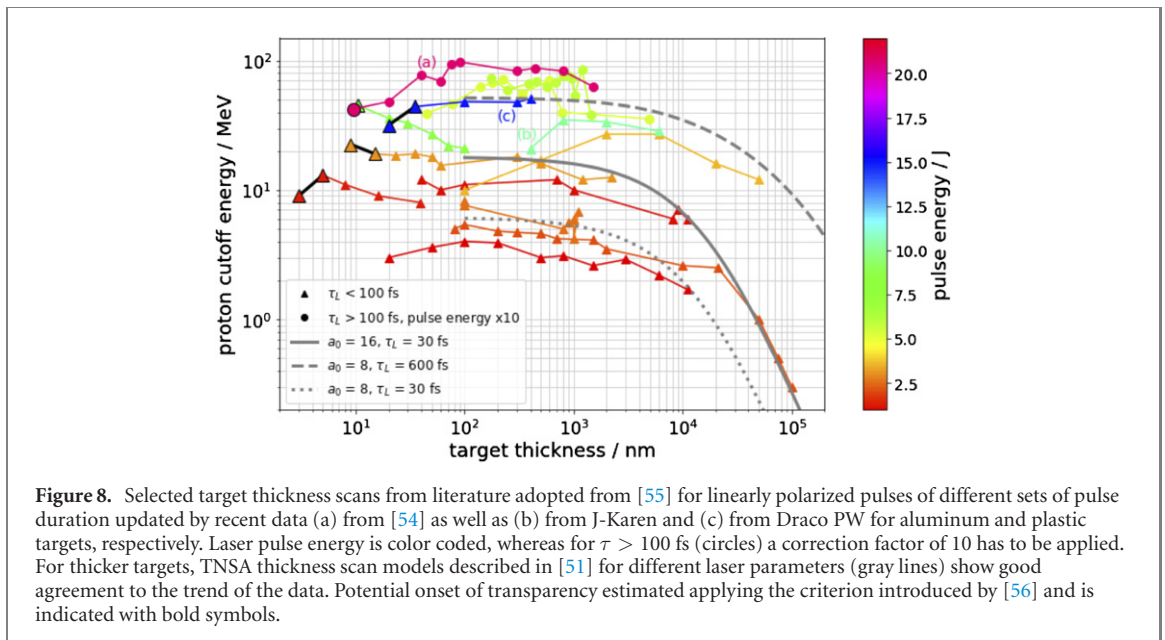 10²
10¹
10⁰
proton cutoff energy / MeV
(a)
(c)
(b)
▲ τ_L < 100 fs
● τ_L > 100 fs, pulse energy x10
a₀ = 16, τ_L = 30 fs
a₀ = 8, τ_L = 600 fs
a₀ = 8, τ_L = 30 fs
10¹ 10² 10³ 10⁴ 10⁵
target thickness / nm
20.0
17.5
15.0
12.5
10.0
7.5
5.0
2.5
pulse energy / J
Figure 8. Selected target thickness scans from literature adopted from [55] for linearly polarized pulses of different sets of pulse
duration updated by recent data (a) from [54] as well as (b) from J-Karen and (c) from Draco PW for aluminum and plastic
targets, respectively. Laser pulse energy is color coded, whereas for τ > 100 fs (circles) a correction factor of 10 has to be applied.
For thicker targets, TNSA thickness scan models described in [51] for different laser parameters (gray lines) show good
agreement to the trend of the data. Potential onset of transparency estimated applying the criterion introduced by [56] and is
indicated with bold symbols.